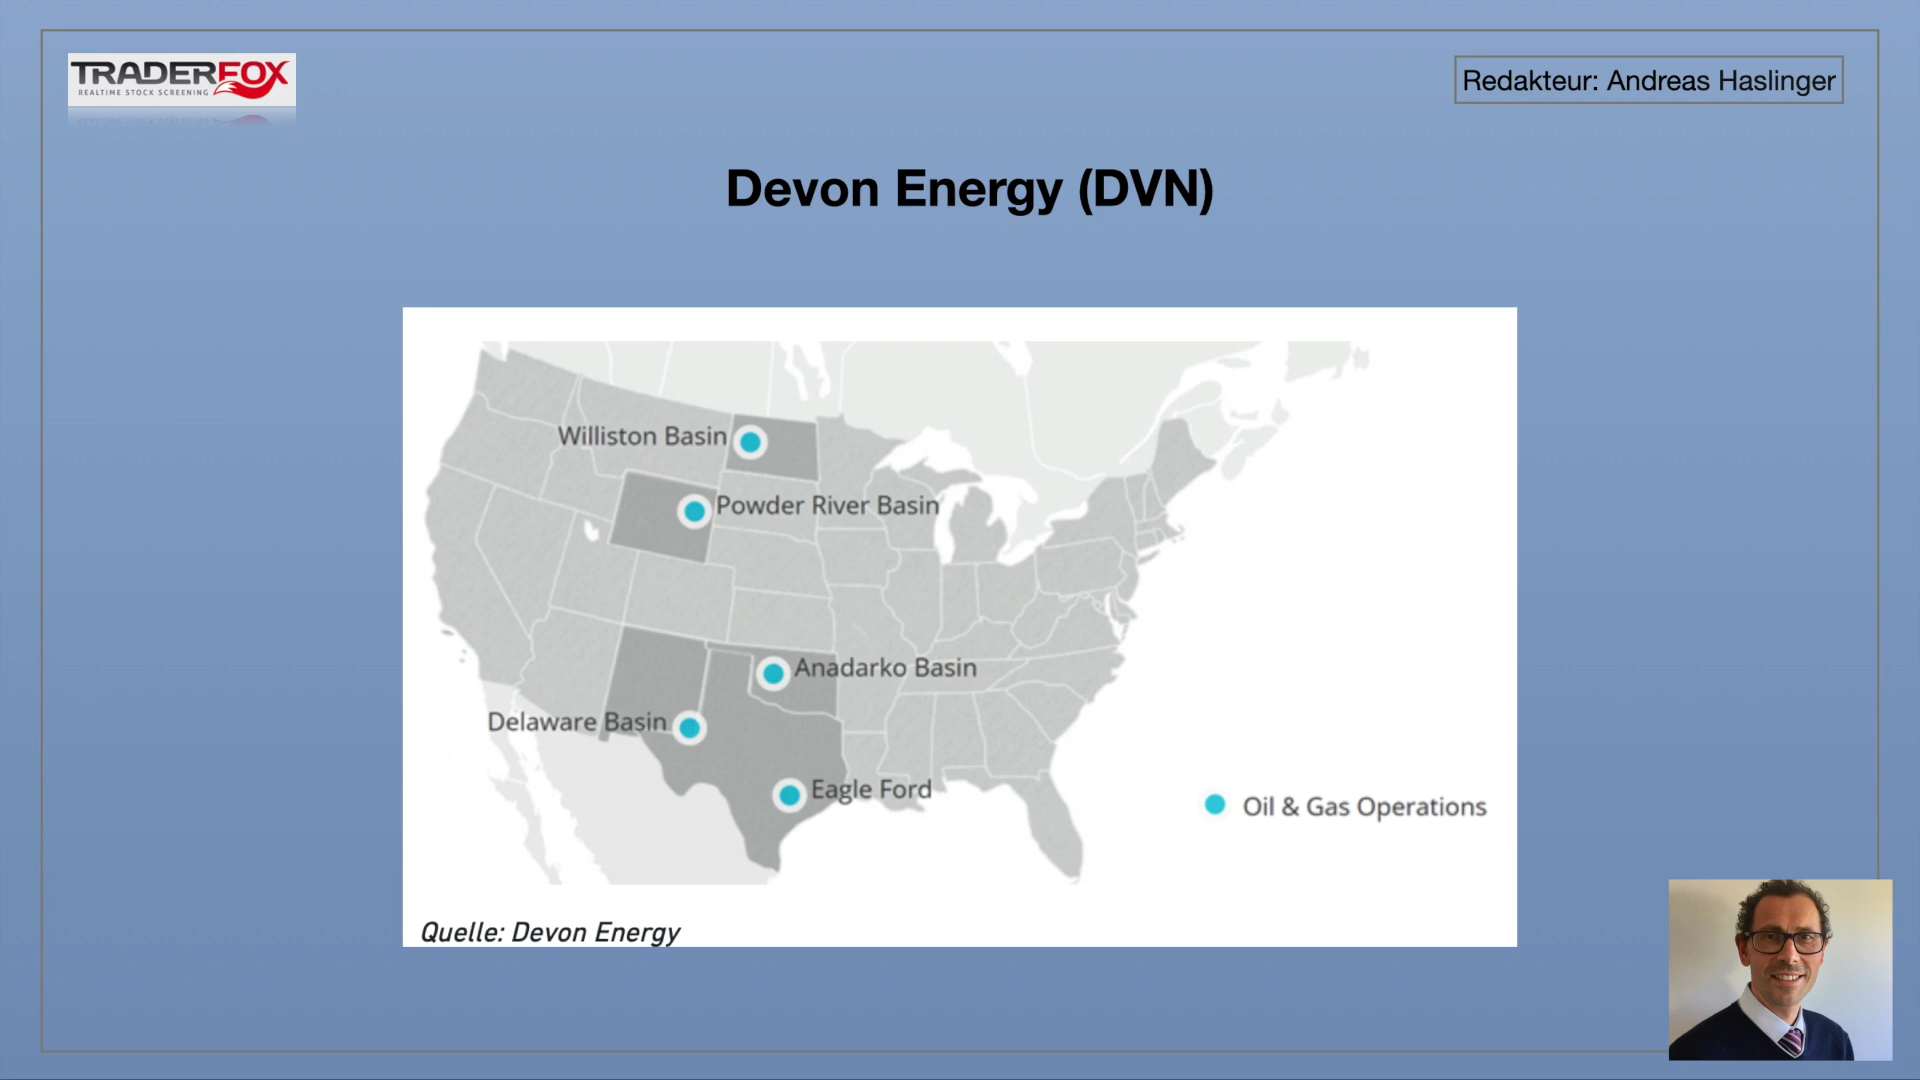 TRADERFOX
REALTIME STOCK SCREENING
Redakteur: Andreas Haslinger
Devon Energy (DVN)
Williston Basin
Powder River Basin
Anadarko Basin
Delaware Basin
Eagle Ford
Oil & Gas Operations
Quelle: Devon Energy